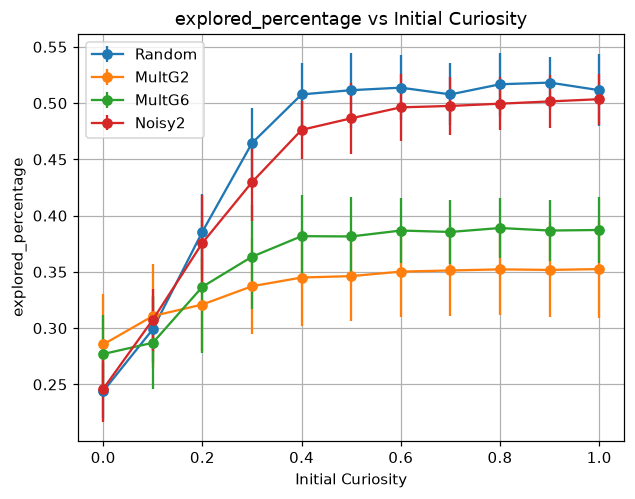 explored_percentage vs Initial Curiosity
Random
MultG2
MultG6
Noisy2
0.55
0.50
0.45
0.40
0.35
0.30
0.25
explored_percentage
0.0 0.2 0.4 0.6 0.8 1.0
Initial Curiosity